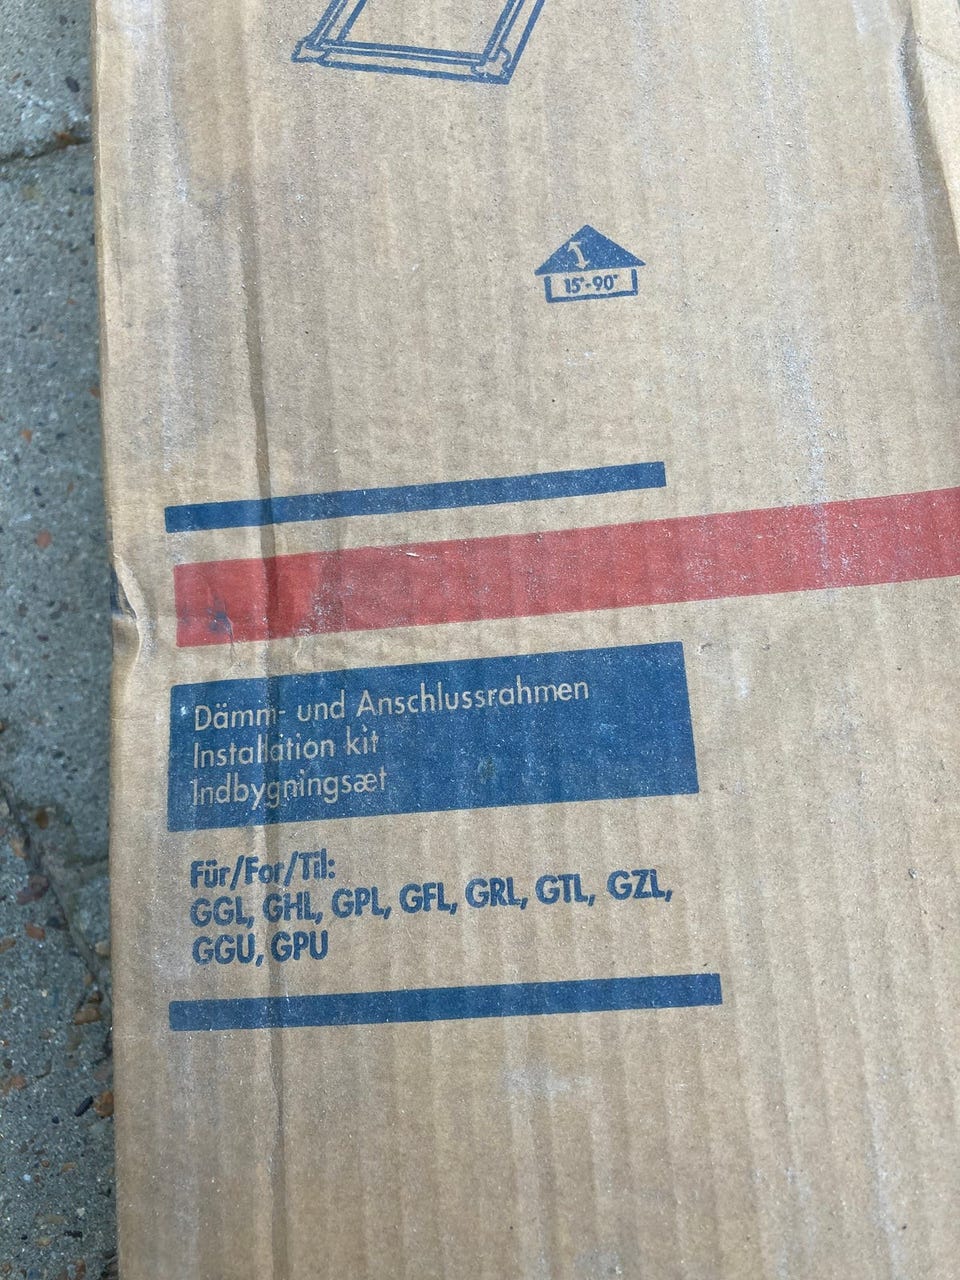 15°-90°
Dämm- und Anschlussrahmen
Installation kit
Indbygningsæt
Für/For/Til:
GGL, GHL, GPL, GFL, GRL, GTL, GZL,
GGU, GPU